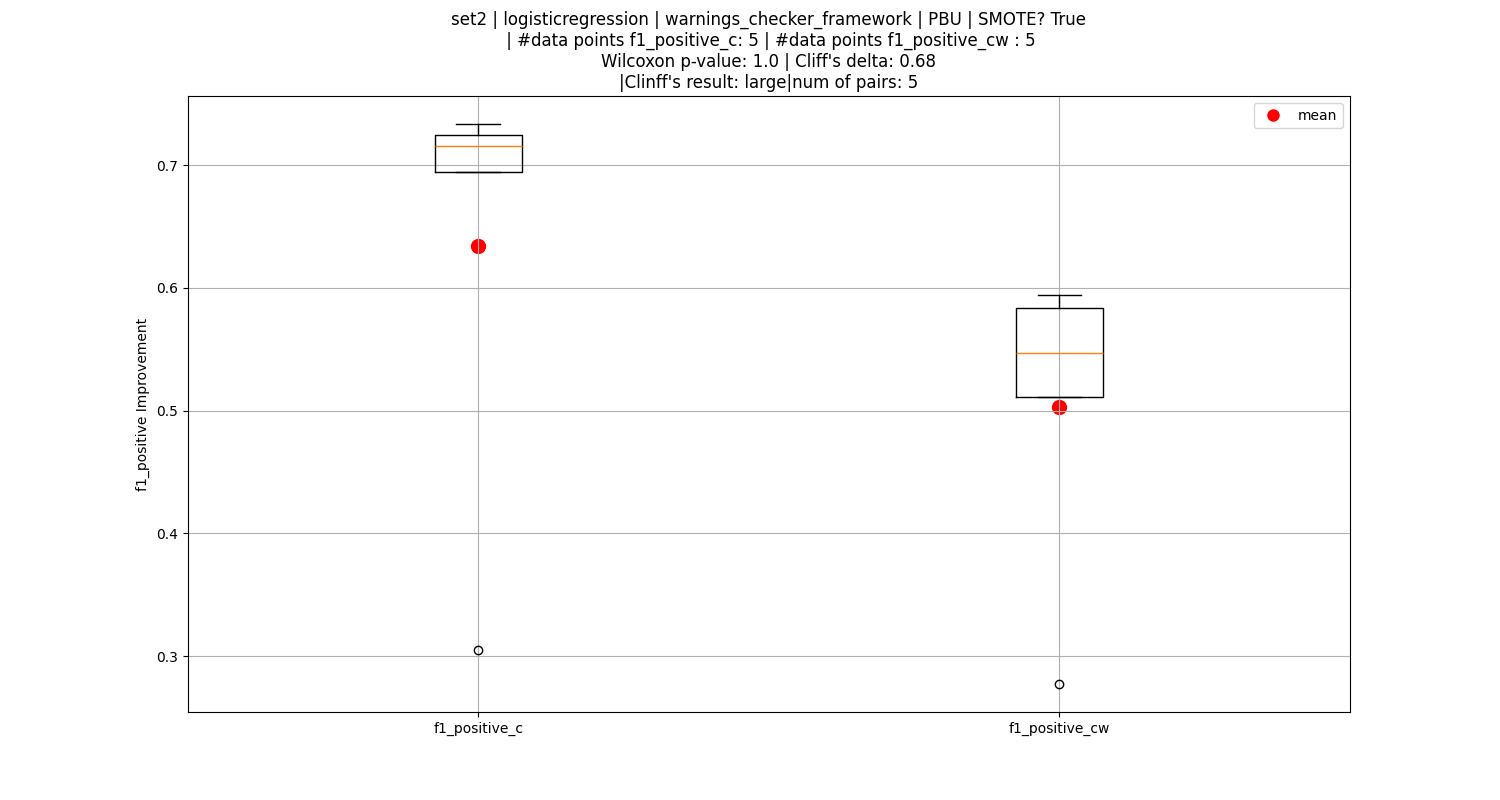 set2 | logisticregression | warnings_checker_framework | PBU | SMOTE? True
| #data points f1_positive_c: 5 | #data points f1_positive_cw : 5
Wilcoxon p-value: 1.0 | Cliff's delta: 0.68
|Clinff's result: large|num of pairs: 5
mean
0.7
0.6
0.5
0.4
0.3
f1_positive Improvement
f1_positive_c
f1_positive_cw